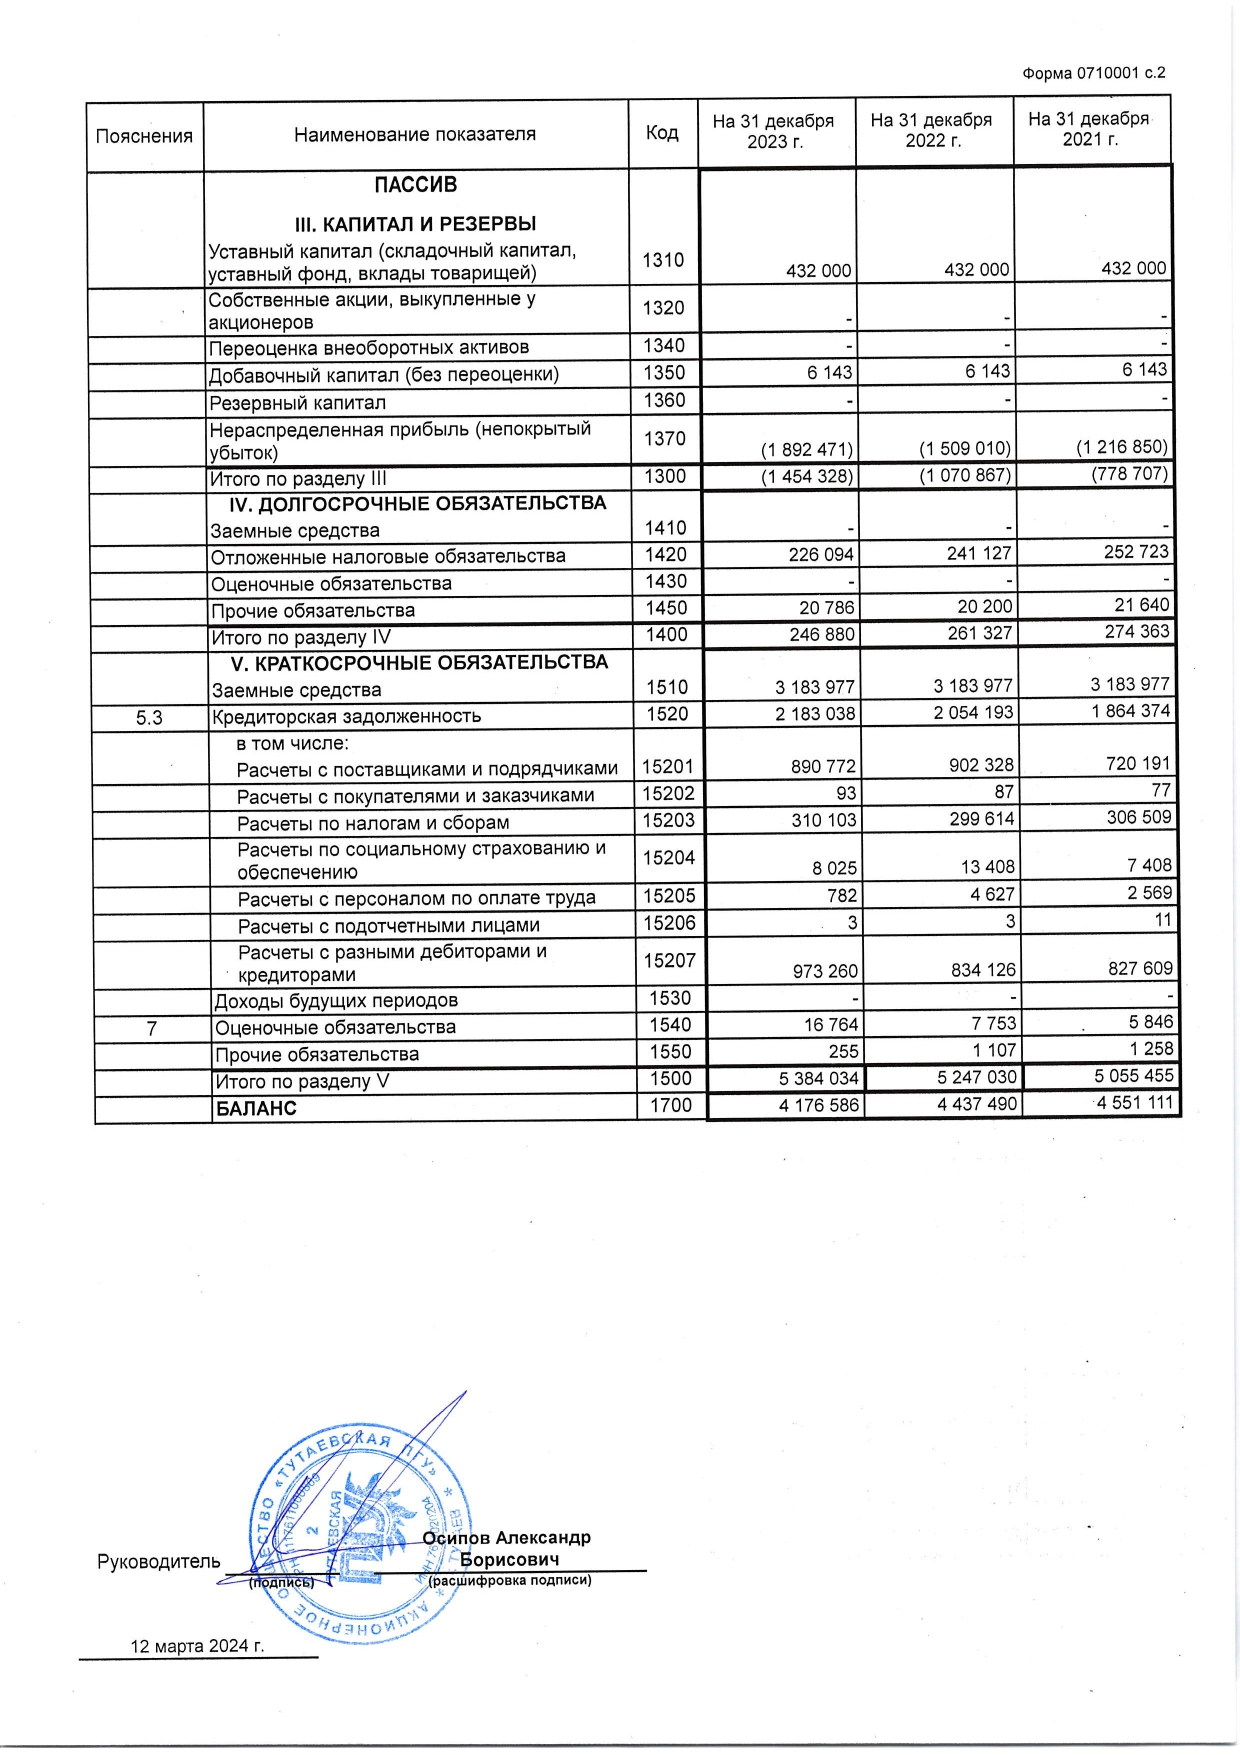 Форма 0710001 с.2
Пояснения Наименование показателя Код На 31 декабря 2023 г. На 31 декабря 2022 г. На 31 декабря 2021 г.
ПАССИВ
III. КАПИТАЛ И РЕЗЕРВЫ
Уставный капитал (складочный капитал,
уставный фонд, вклады товарищей) 1310 432 000 432 000 432 000
Собственные акции, выкупленные у
акционеров 1320 - - -
Переоценка внеоборотных активов 1340 - - -
Добавочный капитал (без переоценки) 1350 6 143 6 143 6 143
Резервный капитал 1360 - - -
Нераспределенная прибыль (непокрытый
убыток) 1370 (1 892 471) (1 509 010) (1 216 850)
Итого по разделу III 1300 (1 454 328) (1 070 867) (778 707)
IV. ДОЛГОСРОЧНЫЕ ОБЯЗАТЕЛЬСТВА
Заемные средства 1410 - - -
Отложенные налоговые обязательства 1420 226 094 241 127 252 723
Оценочные обязательства 1430 - - -
Прочие обязательства 1450 20 786 20 200 21 640
Итого по разделу IV 1400 246 880 261 327 274 363
V. КРАТКОСРОЧНЫЕ ОБЯЗАТЕЛЬСТВА
Заемные средства 1510 3 183 977 3 183 977 3 183 977
5.3 Кредиторская задолженность 1520 2 183 038 2 054 193 1 864 374
в том числе:
Расчеты с поставщиками и подрядчиками 15201 890 772 902 328 720 191
Расчеты с покупателями и заказчиками 15202 93 87 77
Расчеты по налогам и сборам 15203 310 103 299 614 306 509
Расчеты по социальному страхованию и
обеспечению 15204 8 025 13 408 7 408
Расчеты с персоналом по оплате труда 15205 782 4 627 2 569
Расчеты с подотчетными лицами 15206 3 3 11
Расчеты с разными дебиторами и
кредиторами 15207 973 260 834 126 827 609
Доходы будущих периодов 1530 - - -
7 Оценочные обязательства 1540 16 764 7 753 5 846
Прочие обязательства 1550 255 1 107 1 258
Итого по разделу V 1500 5 384 034 5 247 030 5 055 455
БАЛАНС 1700 4 176 586 4 437 490 4 551 111
АКЦИОНЕРНОЕ ОБЩЕСТВО «ТУТАЕВСКАЯ ПГУ»
ТУТАЕВСКАЯ
2
Осипов Александр
Руководитель Борисович
(подпись) (расшифровка подписи)
12 марта 2024 г.